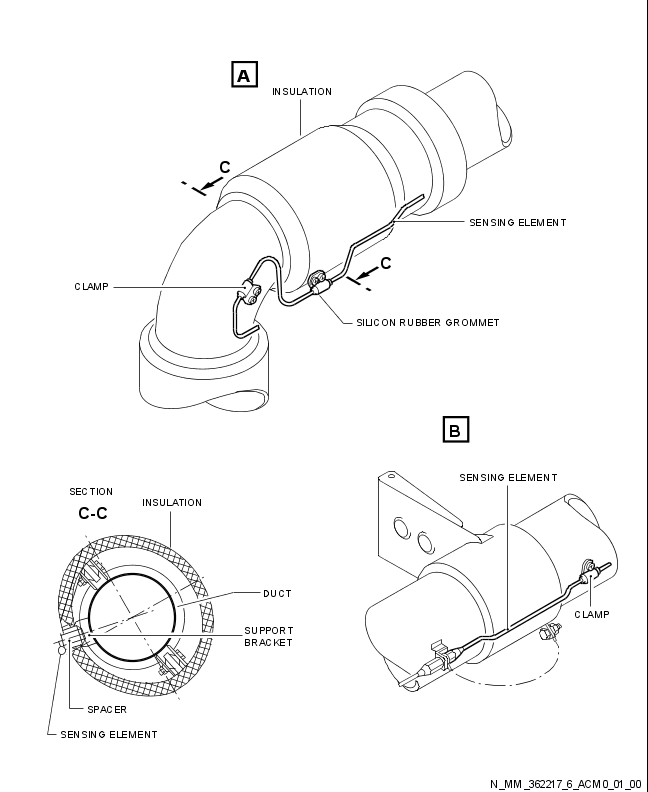 A
INSULATION
C
SENSING ELEMENT
C
CLAMP
SILICON RUBBER GROMMET
B
SENSING ELEMENT
SECTION
C-C
INSULATION
DUCT
CLAMP
SUPPORT
BRACKET
SPACER
SENSING ELEMENT
N_MM_362217_6_ACM0_01_00